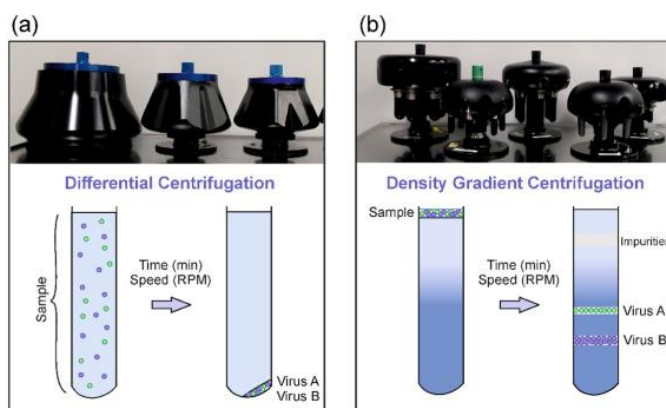 (a)
Differential Centrifugation
Sample
Time (min)
Speed (RPM)
Virus A
Virus B
(b)
Density Gradient Centrifugation
Sample
Time (min)
Speed (RPM)
Impurities
Virus A
Virus B